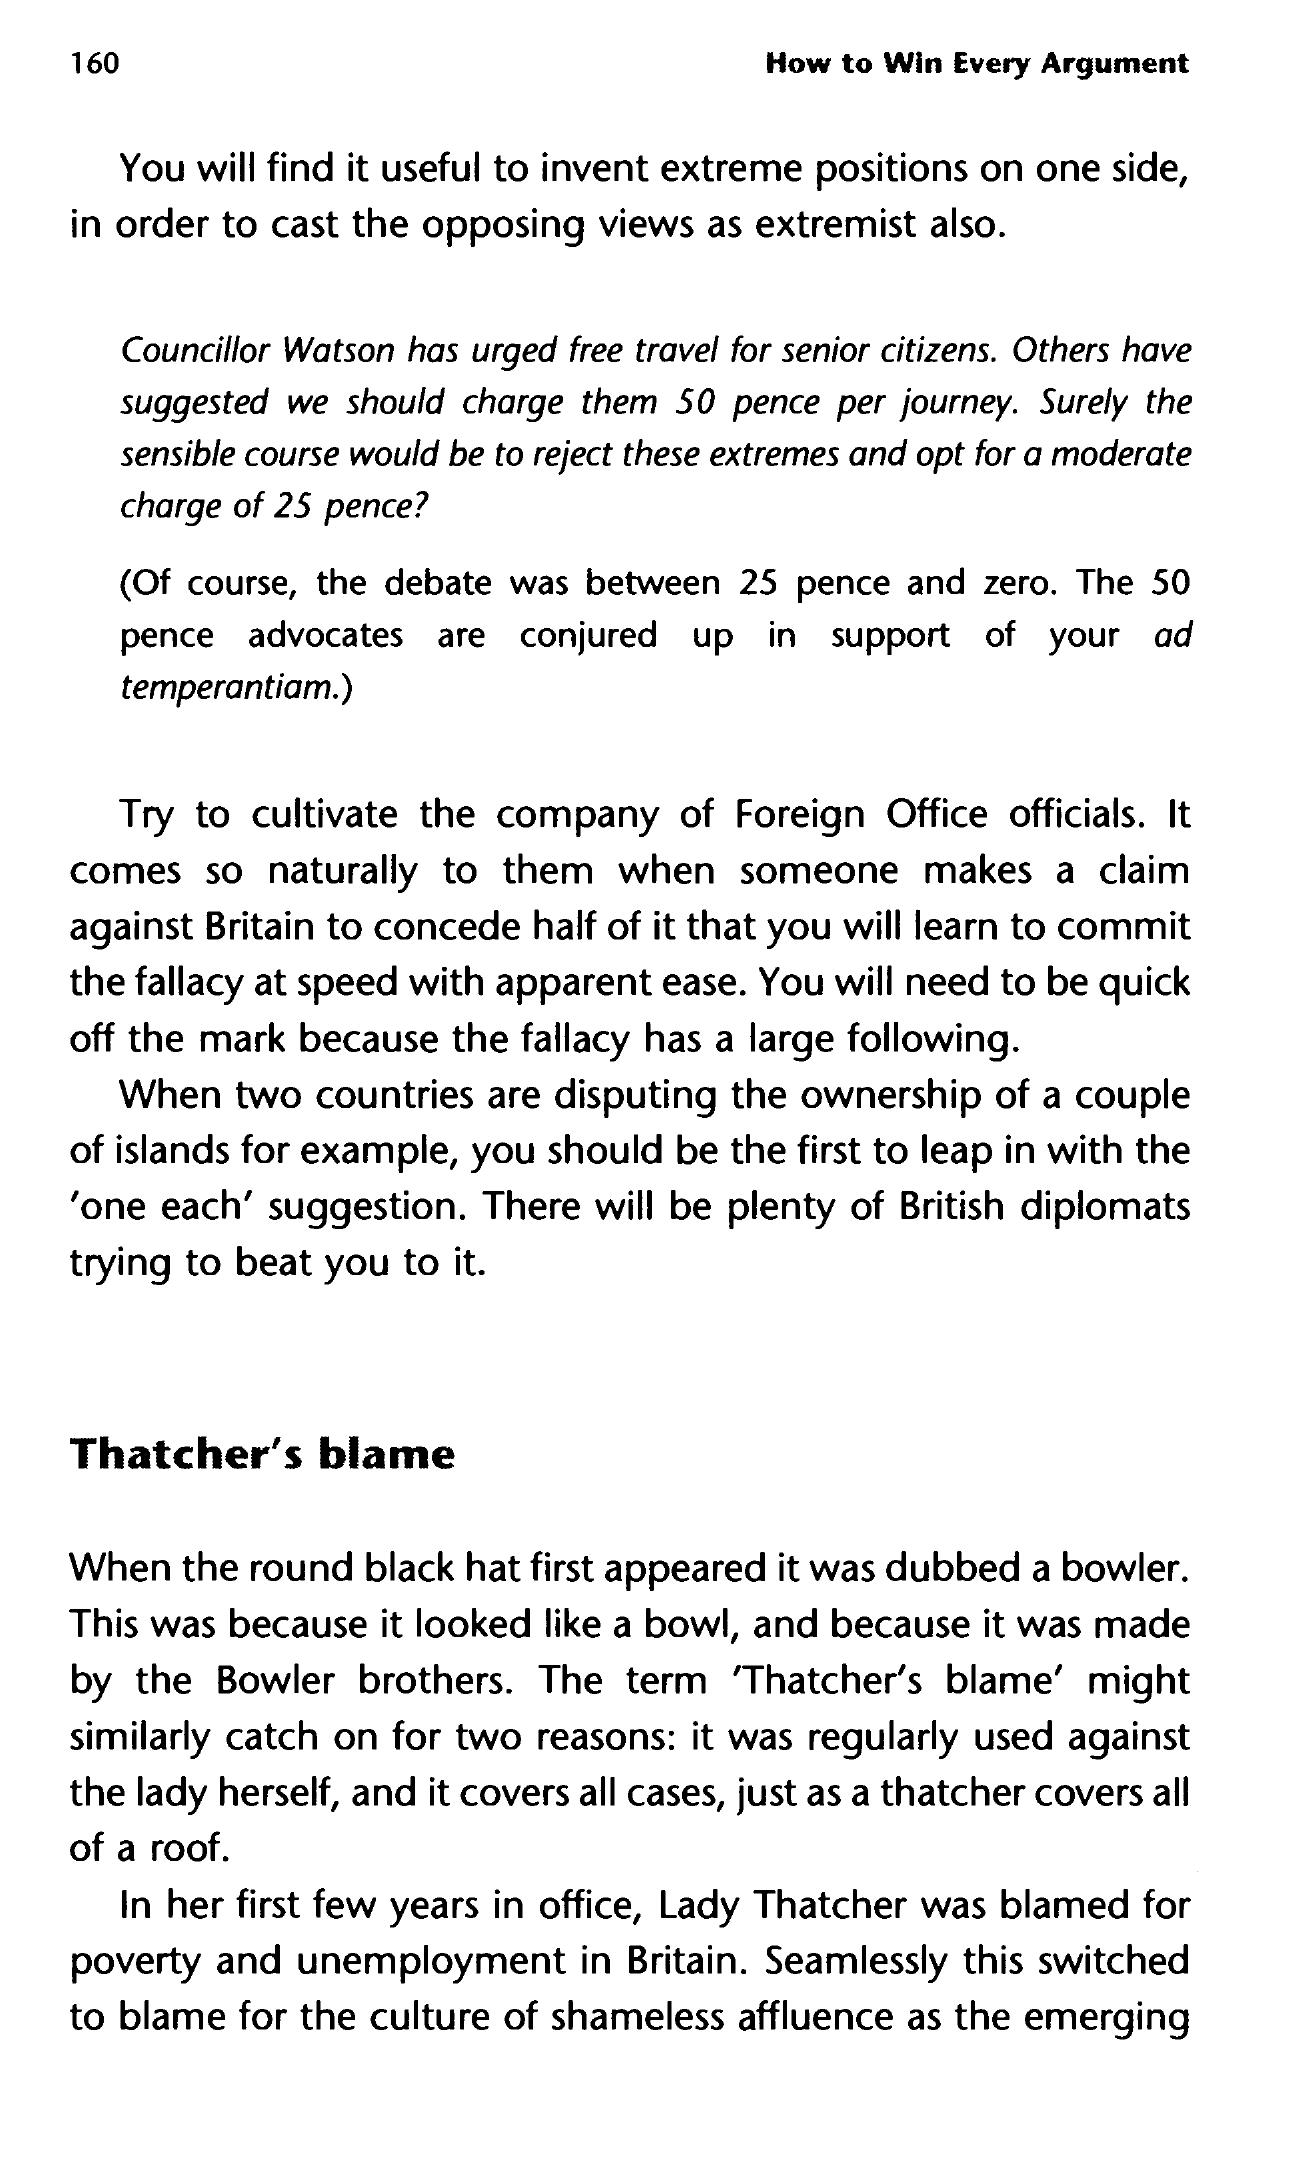 160 How to Win Every Argument
You will find it useful to invent extreme positions on one side,
in order to cast the opposing views as extremist also.
Councillor Watson has urged free travel for senior citizens. Others have
suggested we should charge them 50 pence per journey. Surely the
sensible course would be to reject these extremes and opt for a moderate
charge of 25 pence?
(Of course, the debate was between 25 pence and zero. The 50
pence advocates are conjured up in support of your ad
temperantiam.)
Try to cultivate the company of Foreign Office officials. It
comes so naturally to them when someone makes a claim
against Britain to concede half of it that you will learn to commit
the fallacy at speed with apparent ease. You will need to be quick
off the mark because the fallacy has a large following.
When two countries are disputing the ownership of a couple
of islands for example, you should be the first to leap in with the
'one each' suggestion. There will be plenty of British diplomats
trying to beat you to it.
Thatcher's blame
When the round black hat first appeared it was dubbed a bowler.
This was because it looked like a bowl, and because it was made
by the Bowler brothers. The term 'Thatcher's blame' might
similarly catch on for two reasons: it was regularly used against
the lady herself, and it covers all cases, just as a thatcher covers all
of a roof.
In her first few years in office, Lady Thatcher was blamed for
poverty and unemployment in Britain. Seamlessly this switched
to blame for the culture of shameless affluence as the emerging